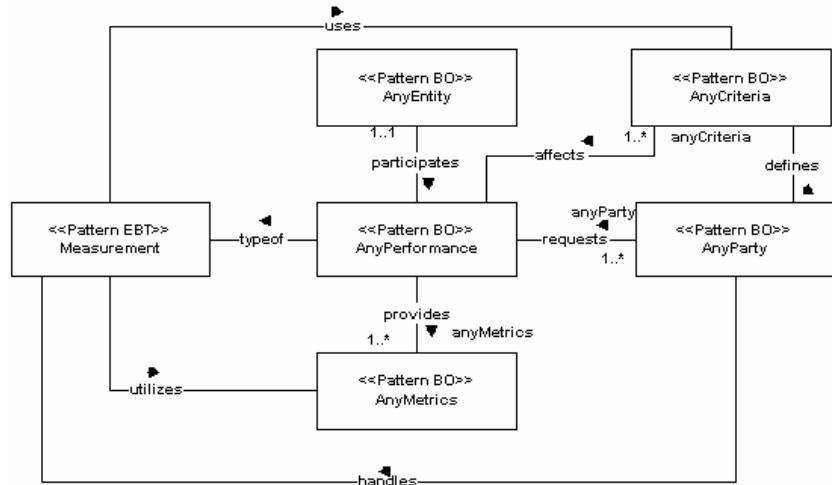 uses
<<Pattern BO>>
AnyEntity
<<Pattern BO>>
AnyCriteria
1..1
1..*
anyCriteria
affects
participates
defines
<<Pattern EBT>>
Measurement
typeof
<<Pattern BO>>
AnyPerformance
anyParty
requests
1..*
<<Pattern BO>>
AnyParty
provides
1..*
anyMetrics
<<Pattern BO>>
AnyMetrics
utilizes
handles